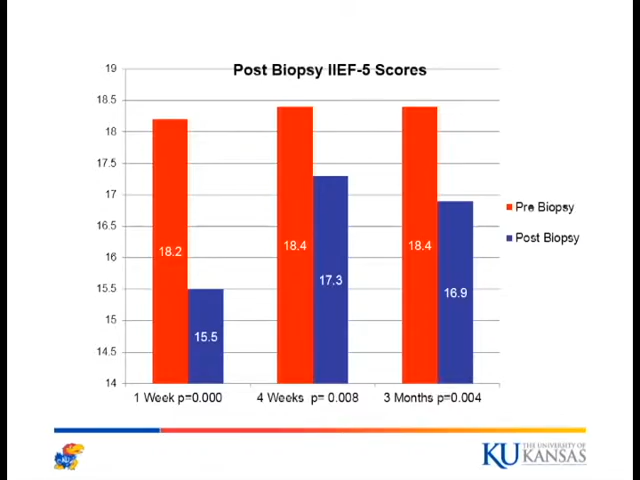 Post Biopsy IIEF-5 Scores
19
18.5
18
17.5
17
16.5
16
15.5
15
14.5
14
18.2
15.5
18.4
17.3
18.4
16.9
1 Week p=0.000
4 Weeks p= 0.008
3 Months p=0.004
Pre Biopsy
Post Biopsy
KU THE UNIVERSITY OF
KANSAS